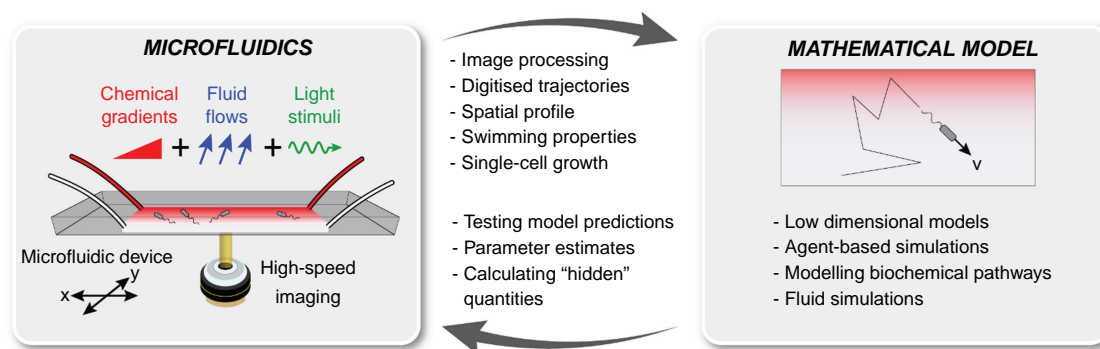 MICROFLUIDICS
Chemical gradients
Fluid flows
Light stimuli
+
+
Microfluidic device
y
x
High-speed imaging
- Image processing
- Digitised trajectories
- Spatial profile
- Swimming properties
- Single-cell growth
- Testing model predictions
- Parameter estimates
- Calculating “hidden”
quantities
MATHEMATICAL MODEL
v
- Low dimensional models
- Agent-based simulations
- Modelling biochemical pathways
- Fluid simulations